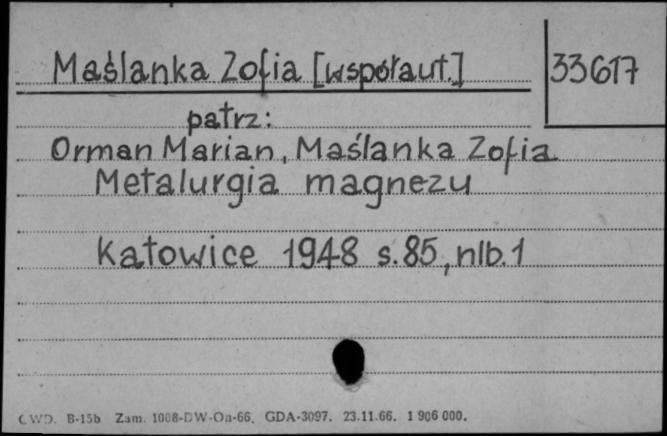 Maślanka Zofia [współaut.] 33617
patrz:
Orman Marian, Maślanka Zofia
Metalurgia magnezu
Katowice 1948 s. 85, nlb. 1
CWD. B-15b Zam. 1008-DW-On-66. GDA-3097. 23.11.66. 1 906 000.